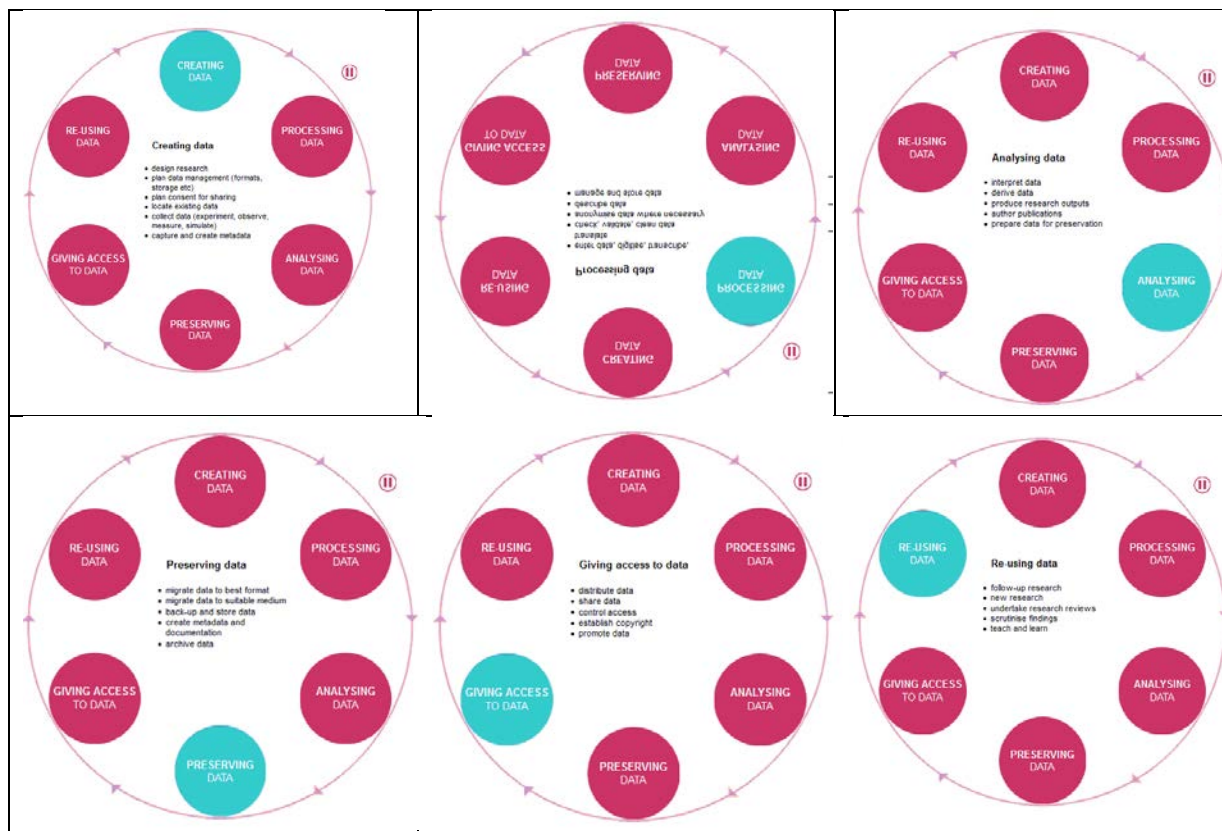 CREATING
DATA
RE-USING
DATA
PROCESSING
DATA
Creating data
• design research
• plan data management (formats,
storage etc)
• plan consent for sharing
• locate existing data
• collect data (experiment, observe,
measure, simulate)
• capture and create metadata
GIVING ACCESS
TO DATA
ANALYSING
DATA
PRESERVING
DATA
CREATING
DATA
RE-USING
DATA
PROCESSING
DATA
Processing data
• enter data, digitise, transcribe,
translate
• check, validate, clean data
• anonymise data where necessary
• describe data
• manage and store data
GIVING ACCESS
TO DATA
ANALYSING
DATA
PRESERVING
DATA
CREATING
DATA
RE-USING
DATA
PROCESSING
DATA
Analysing data
• interpret data
• derive data
• produce research outputs
• author publications
• prepare data for preservation
GIVING ACCESS
TO DATA
ANALYSING
DATA
PRESERVING
DATA
CREATING
DATA
RE-USING
DATA
PROCESSING
DATA
Preserving data
• migrate data to best format
• migrate data to suitable medium
• back-up and store data
• create metadata and
documentation
• archive data
GIVING ACCESS
TO DATA
ANALYSING
DATA
PRESERVING
DATA
CREATING
DATA
RE-USING
DATA
PROCESSING
DATA
Giving access to data
• distribute data
• share data
• control access
• establish copyright
• promote data
GIVING ACCESS
TO DATA
ANALYSING
DATA
PRESERVING
DATA
CREATING
DATA
RE-USING
DATA
PROCESSING
DATA
Re-using data
• follow-up research
• new research
• undertake research reviews
• scrutinise findings
• teach and learn
GIVING ACCESS
TO DATA
ANALYSING
DATA
PRESERVING
DATA